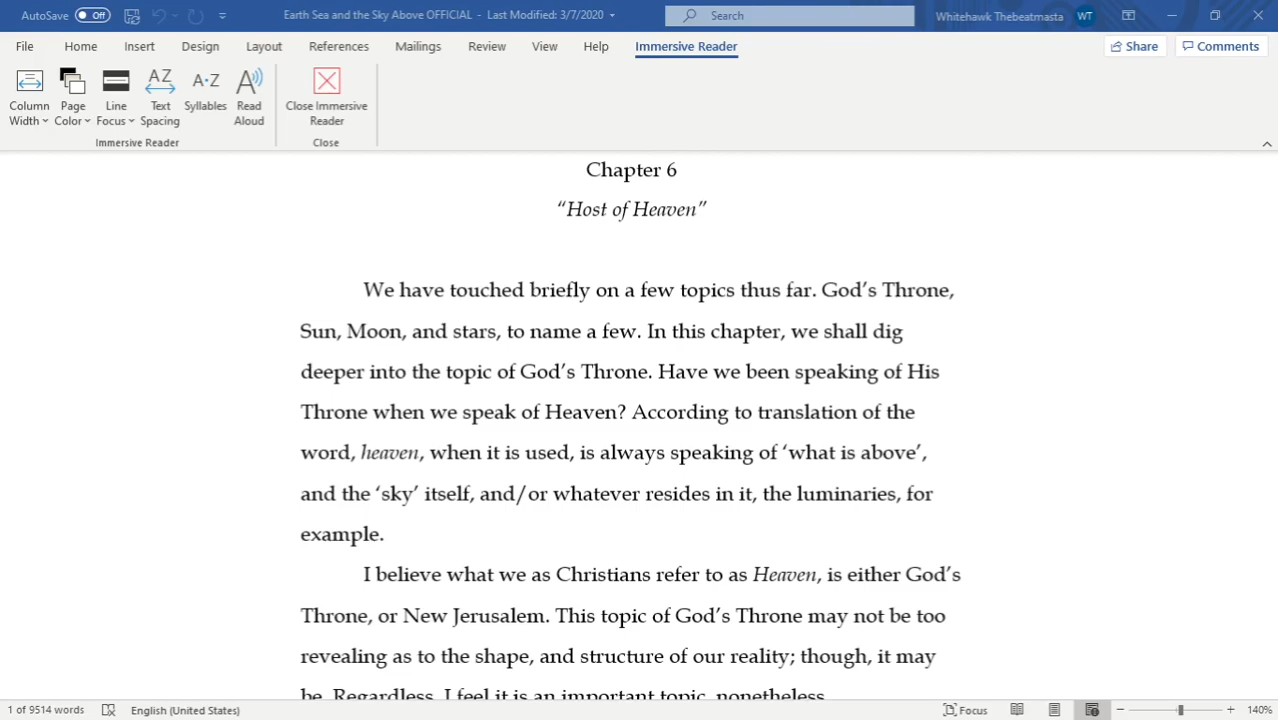 AutoSave Off Earth Sea and the Sky Above OFFICIAL - Last Modified: 3/7/2020 Search Whitehawk Thebeatmasta WT
File Home Insert Design Layout References Mailings Review View Help Immersive Reader Share Comments
Column Width Page Color Line Focus Text Spacing Syllables Read Aloud Close Immersive Reader
Immersive Reader Close
Chapter 6
“Host of Heaven”
We have touched briefly on a few topics thus far. God’s Throne,
Sun, Moon, and stars, to name a few. In this chapter, we shall dig
deeper into the topic of God’s Throne. Have we been speaking of His
Throne when we speak of Heaven? According to translation of the
word, heaven, when it is used, is always speaking of ‘what is above’,
and the ‘sky’ itself, and/or whatever resides in it, the luminaries, for
example.
I believe what we as Christians refer to as Heaven, is either God’s
Throne, or New Jerusalem. This topic of God’s Throne may not be too
revealing as to the shape, and structure of our reality; though, it may
be. Regardless, I feel it is an important topic, nonetheless.
1 of 9514 words English (United States) Focus 140%